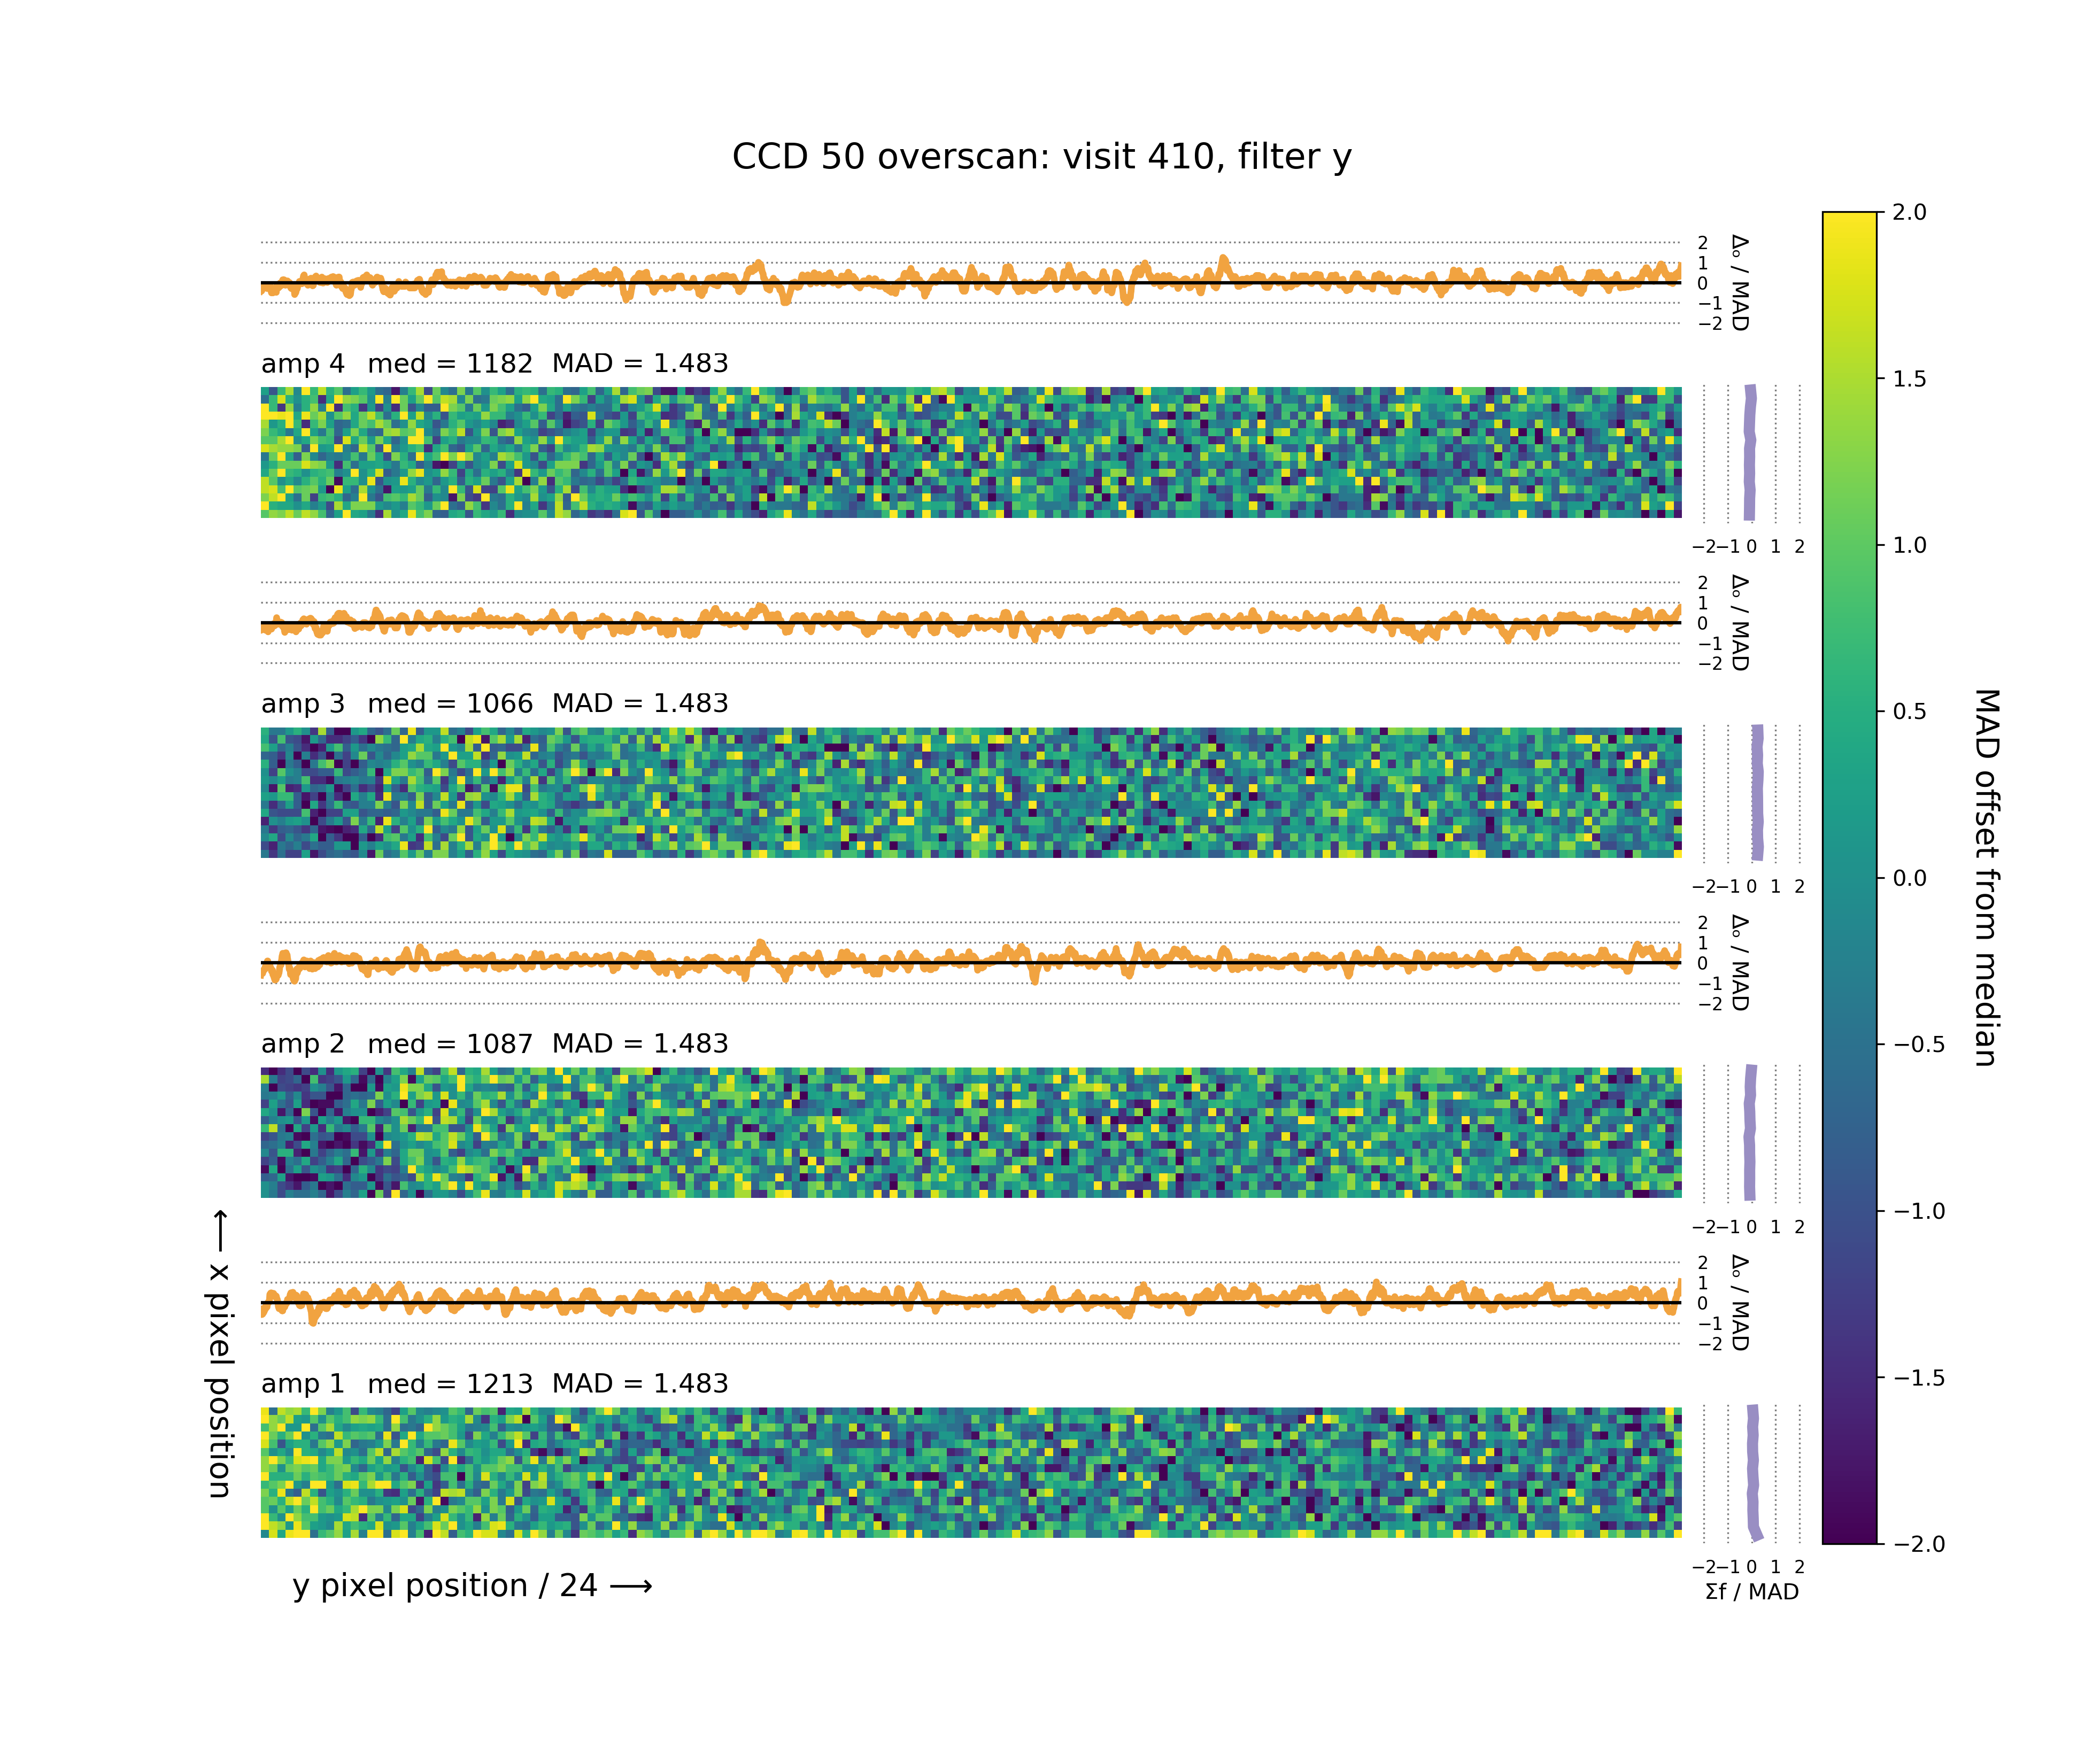 CCD 50 overscan: visit 410, filter y
2
1
0
−1
−2
Δₒ / MAD
amp 4 med = 1182 MAD = 1.483
−2 −1 0 1 2
2
1
0
−1
−2
Δₒ / MAD
amp 3 med = 1066 MAD = 1.483
−2 −1 0 1 2
2
1
0
−1
−2
Δₒ / MAD
amp 2 med = 1087 MAD = 1.483
−2 −1 0 1 2
2
1
0
−1
−2
Δₒ / MAD
amp 1 med = 1213 MAD = 1.483
−2 −1 0 1 2
Σf / MAD
⟵ x pixel position
y pixel position / 24 ⟶
2.0
1.5
1.0
0.5
0.0
−0.5
−1.0
−1.5
−2.0
MAD offset from median